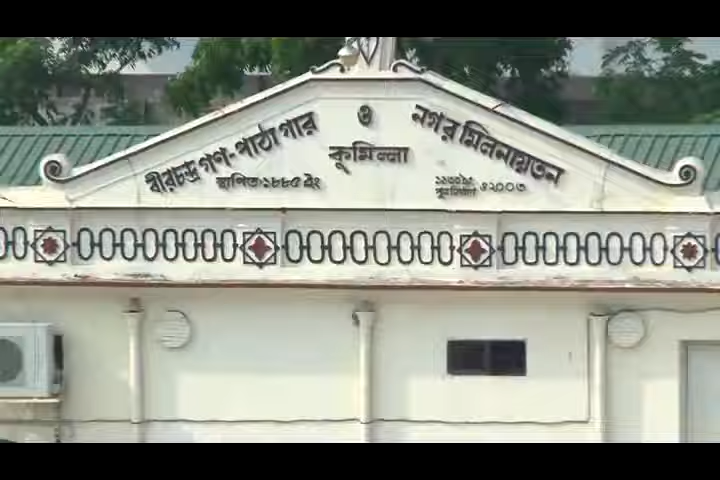 বীরচন্দ্র গণ-পাঠাগার ও নগর মিলনায়তন
কুমিল্লা
স্থাপিত:১৮৮৫ ইং